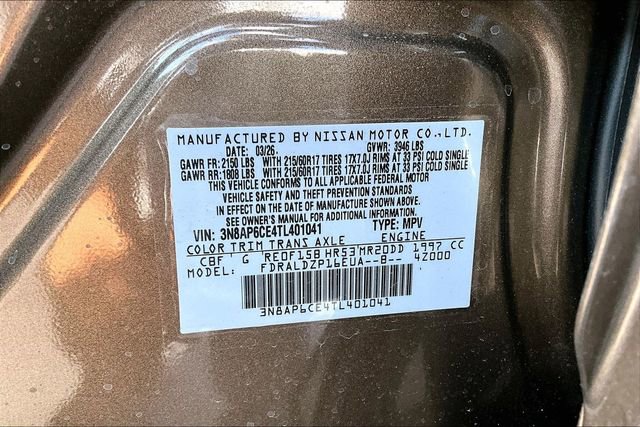 MANUFACTURED BY NISSAN MOTOR CO.,LTD.
DATE: 03/26 GVWR: 3946 LBS
GAWR FR: 2150 LBS WITH 215/60R17 TIRES 17X7.0J RIMS AT 33 PSI COLD SINGLE
GAWR RR: 1808 LBS WITH 215/60R17 TIRES 17X7.0J RIMS AT 33 PSI COLD SINGLE
THIS VEHICLE CONFORMS TO ALL APPLICABLE FEDERAL MOTOR
VEHICLE SAFETY AND THEFT PREVENTION STANDARDS
IN EFFECT ON THE DATE OF MANUFACTURE SHOWN ABOVE.
SEE OWNER'S MANUAL FOR ADDITIONAL INFORMATION.
VIN: 3N8AP6CE4TL401041 TYPE: MPV
COLOR TRIM TRANS AXLE ENGINE
CBF G RE0F15B HR53 MR20DD 1997 CC
MODEL: FDRALDZP16EUA--B-- 4Z000
3N8AP6CE4TL401041